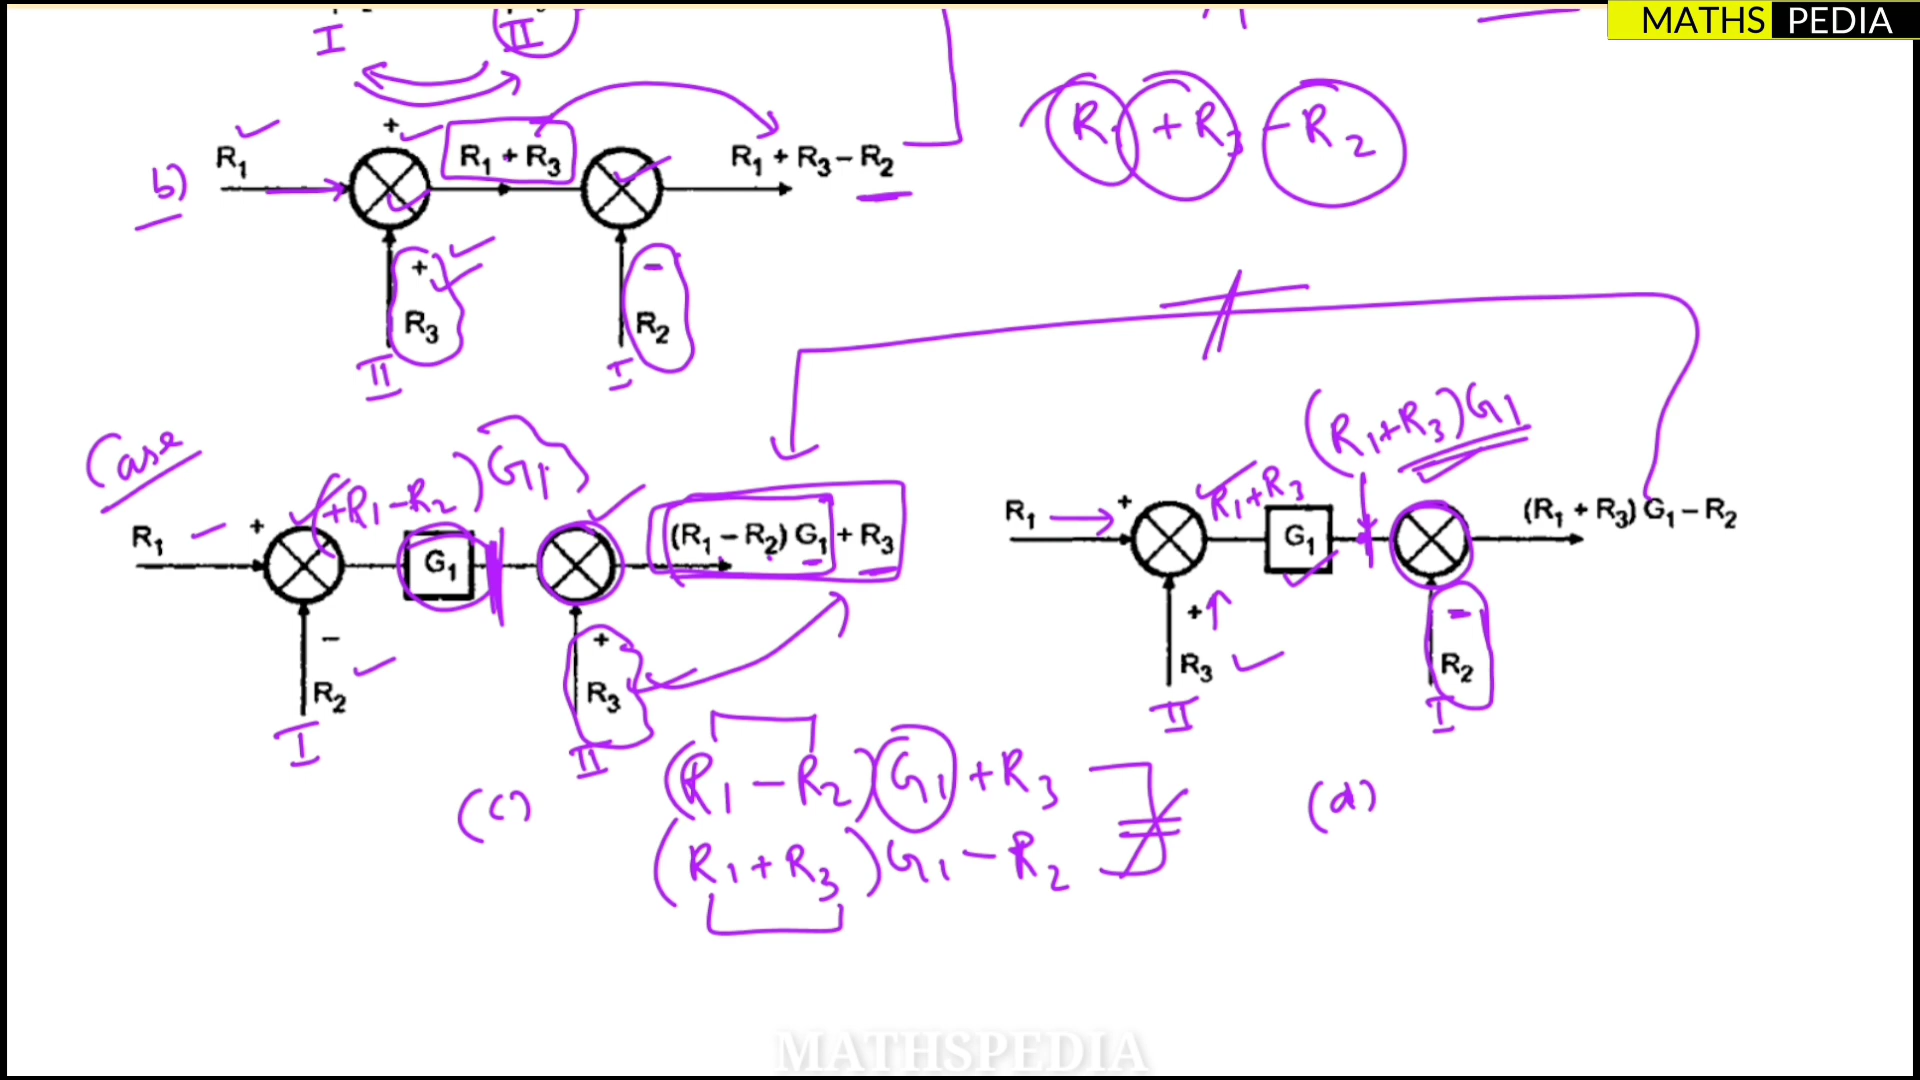 MATHS PEDIA
I II
R1 + R3 - R2
b) R1 + R1 + R3 R1 + R3 – R2
+ –
R3 R2
II I
Case
(+R1-R2)G1
(R1+R3)G1
R1 + G1 (R1 – R2) G1 + R3
R1 + R1+R3 G1 (R1 + R3) G1 – R2
– +
+ –
R2 R3
R3 R2
I II
II I
(R1 - R2)G1 + R3
(R1 + R3)G1 - R2
(c) (d)
MATHSPEDIA